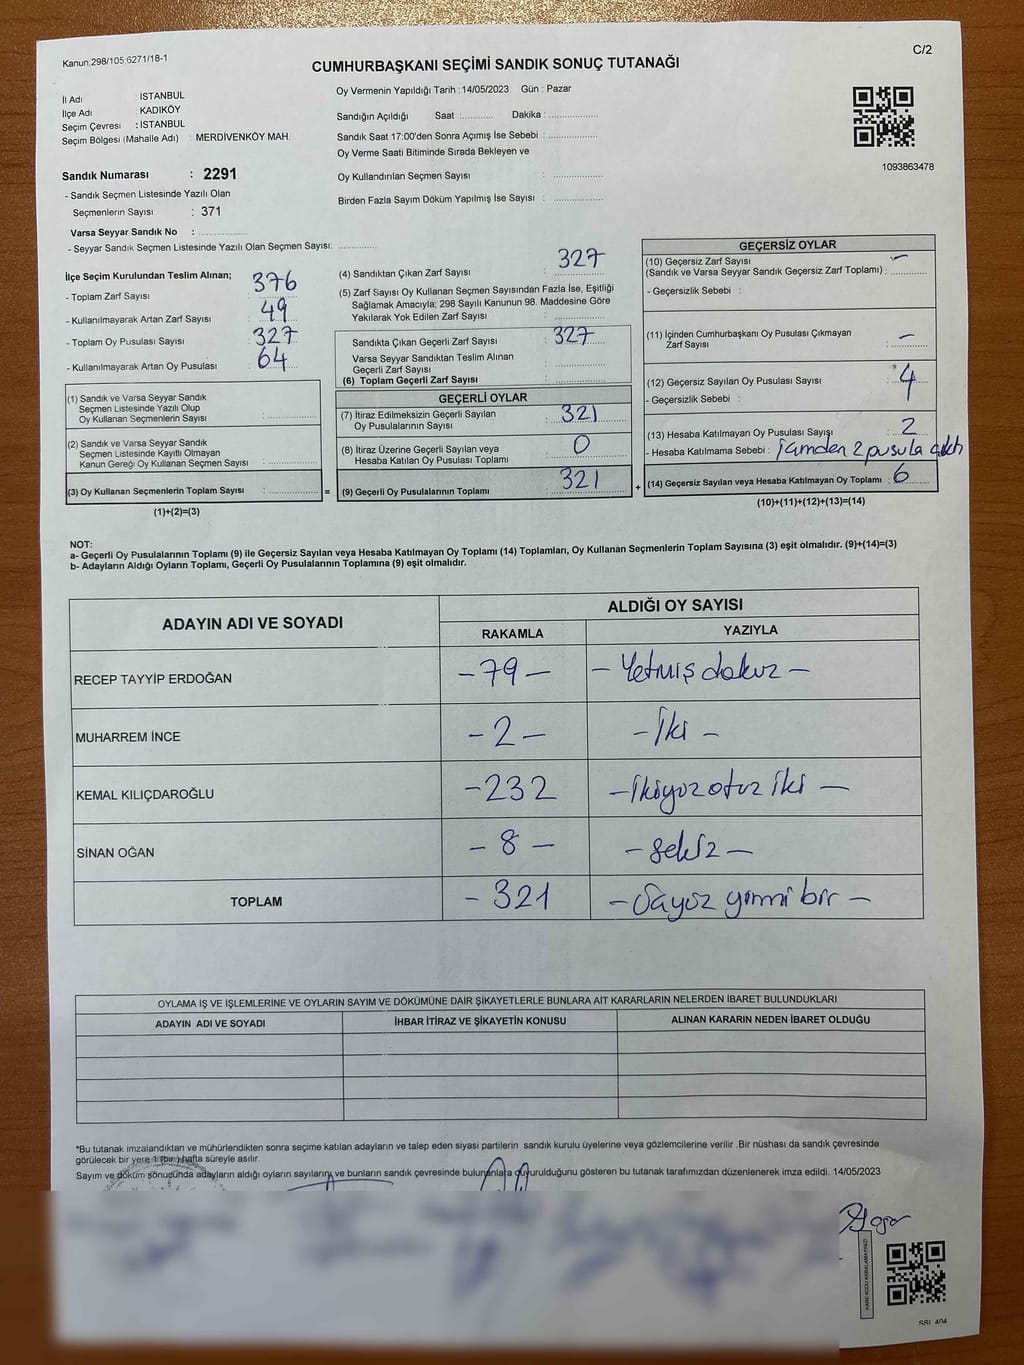 Kanun;298/105 6271/18-1
C/2
CUMHURBAŞKANI SEÇİMİ SANDIK SONUÇ TUTANAĞI
İl Adı : İSTANBUL
İlçe Adı : KADIKÖY
Seçim Çevresi : İSTANBUL
Seçim Bölgesi (Mahalle Adı) : MERDİVENKÖY MAH.
Sandık Numarası : 2291
- Sandık Seçmen Listesinde Yazılı Olan
Seçmenlerin Sayısı : 371
Varsa Seyyar Sandık No : ..............
- Seyyar Sandık Seçmen Listesinde Yazılı Olan Seçmen Sayısı: ............
Oy Vermenin Yapıldığı Tarih : 14/05/2023 Gün : Pazar
Sandığın Açıldığı Saat ............ Dakika : ................
Sandık Saat 17:00'den Sonra Açımış İse Sebebi : ................
Oy Verme Saati Bitiminde Sırada Bekleyen ve
Oy Kullandırılan Seçmen Sayısı : ................
Birden Fazla Sayım Döküm Yapılmış İse Sayısı : ................
1093863478
İlçe Seçim Kurulundan Teslim Alınan;
- Toplam Zarf Sayısı : 376
- Kullanılmayarak Artan Zarf Sayısı : 49
- Toplam Oy Pusulası Sayısı : 327
- Kullanılmayarak Artan Oy Pusulası : 64
(1) Sandık ve Varsa Seyyar Sandık
Seçmen Listesinde Yazılı Olup
Oy Kullanan Seçmenlerin Sayısı : ................
(2) Sandık ve Varsa Seyyar Sandık
Seçmen Listesinde Kayıtlı Olmayan
Kanun Gereği Oy Kullanan Seçmen Sayısı : ................
(3) Oy Kullanan Seçmenlerin Toplam Sayısı : ................
(1)+(2)=(3)
=
(4) Sandıktan Çıkan Zarf Sayısı : 327
(5) Zarf Sayısı Oy Kullanan Seçmen Sayısından Fazla İse, Eşitliği
Sağlamak Amacıyla; 298 Sayılı Kanunun 98. Maddesine Göre
Yakılarak Yok Edilen Zarf Sayısı : ................
Sandıkta Çıkan Geçerli Zarf Sayısı : 327
Varsa Seyyar Sandıktan Teslim Alınan
Geçerli Zarf Sayısı : ................
(6) Toplam Geçerli Zarf Sayısı : ................
GEÇERLİ OYLAR
(7) İtiraz Edilmeksizin Geçerli Sayılan
Oy Pusulalarının Sayısı : 321
(8) İtiraz Üzerine Geçerli Sayılan veya
Hesaba Katılan Oy Pusulası Toplamı : 0
(9) Geçerli Oy Pusulalarının Toplamı : 321
+
GEÇERSİZ OYLAR
(10) Geçersiz Zarf Sayısı
(Sandık ve Varsa Seyyar Sandık Geçersiz Zarf Toplamı) : -
- Geçersizlik Sebebi :
(11) İçinden Cumhurbaşkanı Oy Pusulası Çıkmayan
Zarf Sayısı : -
(12) Geçersiz Sayılan Oy Pusulası Sayısı : 4
- Geçersizlik Sebebi :
(13) Hesaba Katılmayan Oy Pusulası Sayısı : 2
- Hesaba Katılmama Sebebi : 2 pusula
(14) Geçersiz Sayılan veya Hesaba Katılmayan Oy Toplamı : 6
(10)+(11)+(12)+(13)=(14)
NOT:
a- Geçerli Oy Pusulalarının Toplamı (9) ile Geçersiz Sayılan veya Hesaba Katılmayan Oy Toplamı (14) Toplamları, Oy Kullanan Seçmenlerin Toplam Sayısına (3) eşit olmalıdır. (9)+(14)=(3)
b- Adayların Aldığı Oyların Toplamı, Geçerli Oy Pusulalarının Toplamına (9) eşit olmalıdır.
ADAYIN ADI VE SOYADI
ALDIĞI OY SAYISI
RAKAMLA YAZIYLA
RECEP TAYYİP ERDOĞAN -79- -Yetmiş dokuz-
MUHARREM İNCE -2- -İki-
KEMAL KILIÇDAROĞLU -232 -İkiyüz otuz iki-
SİNAN OĞAN -8- -Sekiz-
TOPLAM -321 -Üçyüz yirmi bir-
OYLAMA İŞ VE İŞLEMLERİNE VE OYLARIN SAYIM VE DÖKÜMÜNE DAİR ŞİKAYETLERLE BUNLARA AİT KARARLARIN NELERDEN İBARET BULUNDUKLARI
ADAYIN ADI VE SOYADI İHBAR İTİRAZ VE ŞİKAYETİN KONUSU ALINAN KARARIN NEDEN İBARET OLDUĞU
*Bu tutanak imzalandıktan ve mühürlendikten sonra seçime katılan adayların ve talep eden siyasi partilerin sandık kurulu üyelerine veya gözlemcilerine verilir .Bir nüshası da sandık çevresinde
görülecek bir yere 1 (bir ) hafta süreyle asılır.
Sayım ve döküm sonucunda adayların aldığı oyların sayılarını ve bunların sandık çevresinde bulunanlara duyurulduğunu gösteren bu tutanak tarafımızdan düzenlenerek imza edildi. 14/05/2023